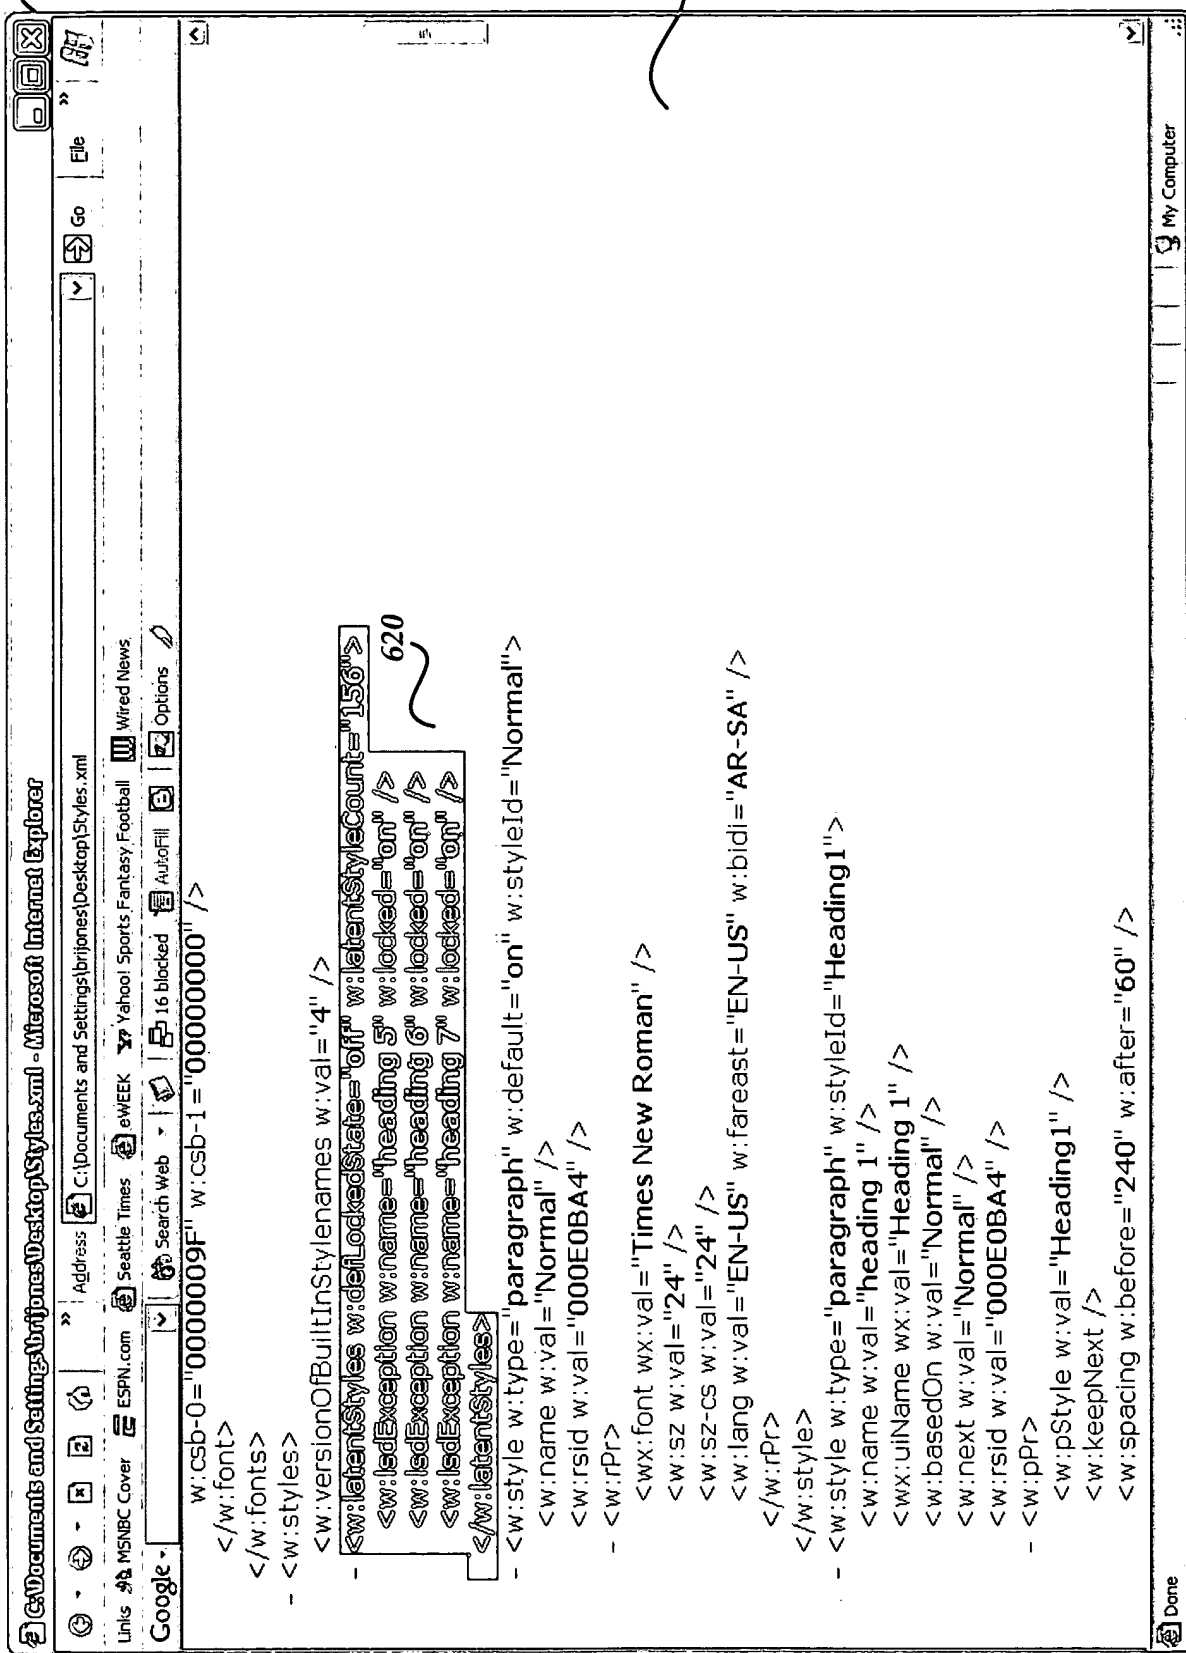 C:\Documents and Settings\brijones\Desktop\Styles.xml - Microsoft Internet Explorer
» Address C:\Documents and Settings\brijones\Desktop\Styles.xml Go File »
Links MSNBC Cover ESPN.com Seattle Times eWEEK Yahoo! Sports Fantasy Football Wired News
Google Search Web 16 blocked AutoFill Options
w:csb-0="0000009F" w:csb-1="00000000" />
</w:font>
</w:fonts>
- <w:styles>
<w:versionOfBuiltInStylenames w:val="4" />
- <w:latentStyles w:defLockedState="off" w:latentStyleCount="156">
<w:lsdException w:name="heading 5" w:locked="on" />
<w:lsdException w:name="heading 6" w:locked="on" />
<w:lsdException w:name="heading 7" w:locked="on" />
</w:latentStyles>
620
- <w:style w:type="paragraph" w:default="on" w:styleId="Normal">
<w:name w:val="Normal" />
<w:rsid w:val="000E0BA4" />
- <w:rPr>
<wx:font wx:val="Times New Roman" />
<w:sz w:val="24" />
<w:sz-cs w:val="24" />
<w:lang w:val="EN-US" w:fareast="EN-US" w:bidi="AR-SA" />
</w:rPr>
</w:style>
- <w:style w:type="paragraph" w:styleId="Heading1">
<w:name w:val="heading 1" />
<wx:uiName wx:val="Heading 1" />
<w:basedOn w:val="Normal" />
<w:next w:val="Normal" />
<w:rsid w:val="000E0BA4" />
- <w:pPr>
<w:pStyle w:val="Heading1" />
<w:keepNext />
<w:spacing w:before="240" w:after="60" />
Done My Computer